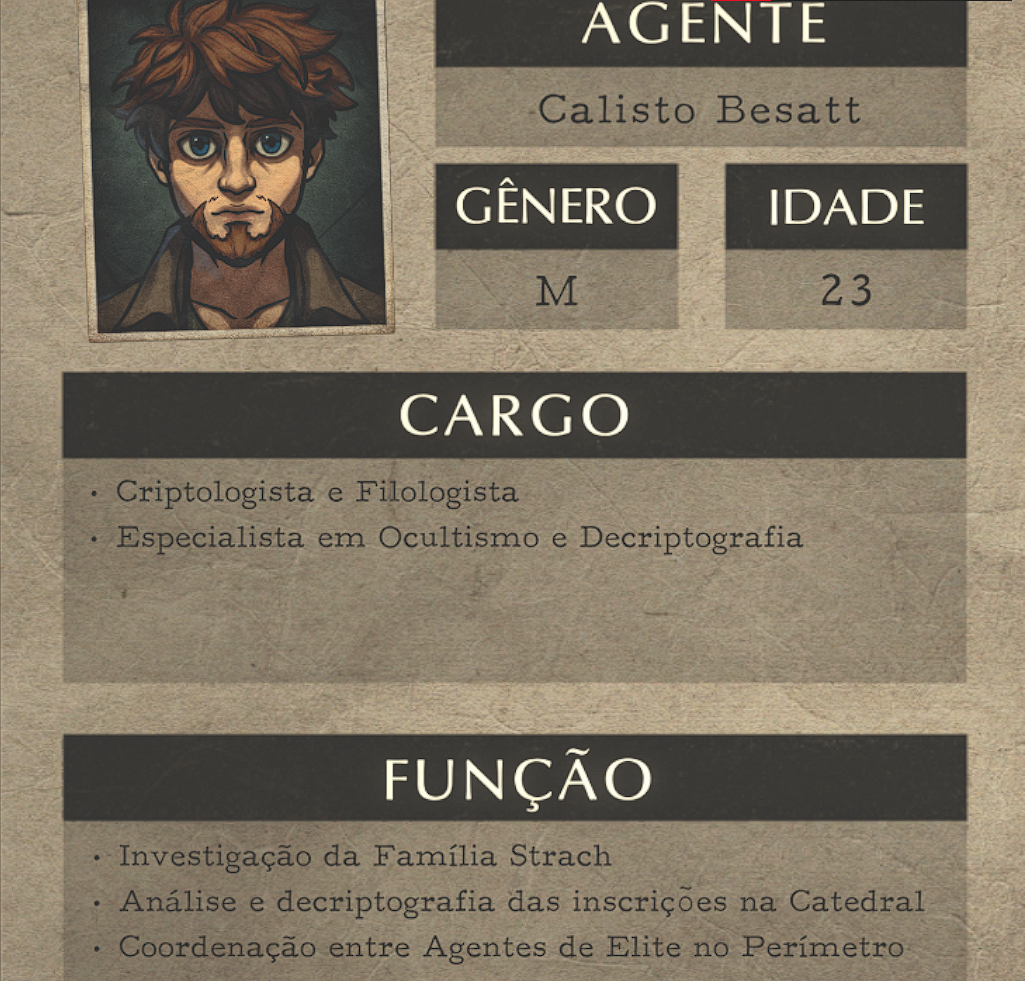 AGENTE
Calisto Besatt
GÊNERO
IDADE
M
23
CARGO
• Criptologista e Filologista
• Especialista em Ocultismo e Decriptografia
FUNÇÃO
• Investigação da Família Strach
• Análise e decriptografia das inscrições na Catedral
• Coordenação entre Agentes de Elite no Perímetro